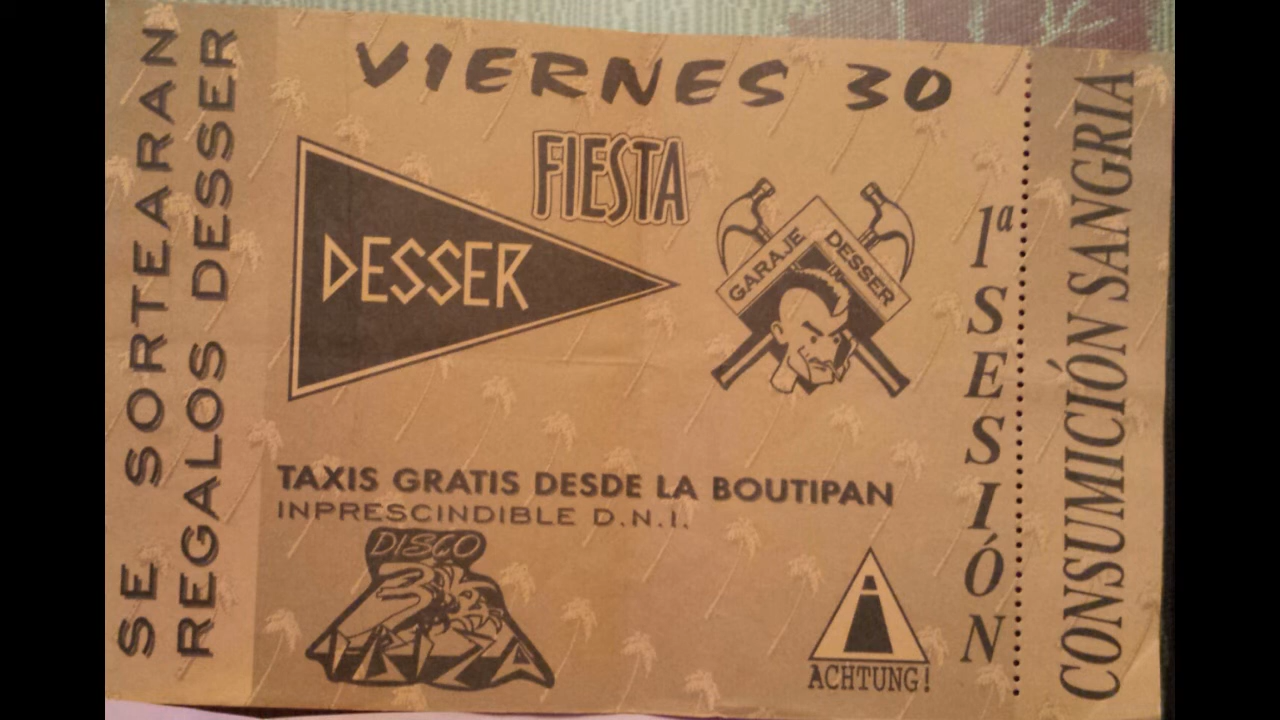 SE SORTEARAN
REGALOS DESSER
VIERNES 30
FIESTA
DESSER
GARAJE
DESSER
TAXIS GRATIS DESDE LA BOUTIPAN
INPRESCINDIBLE D.N.I.
DISCO
ACHTUNG!
1ª SESIÓN
CONSUMICIÓN SANGRIA